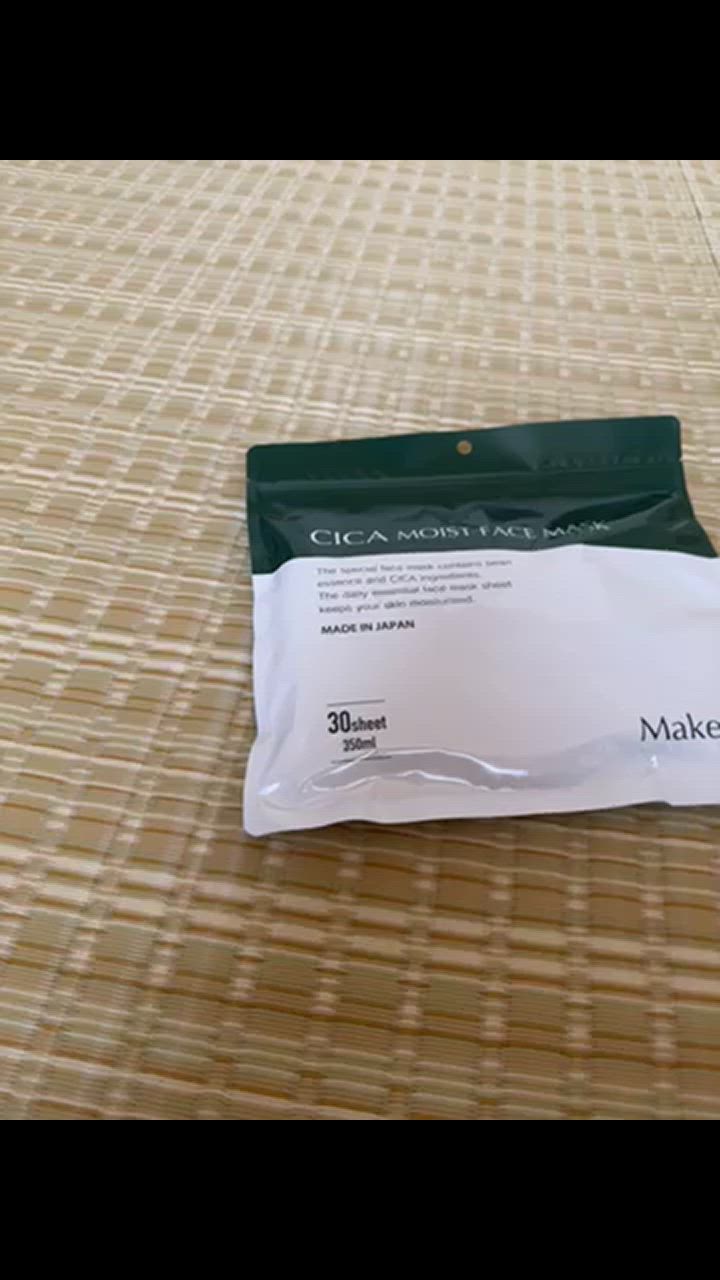 CICA MOIST FACE MASK
The special face mask contains bean
essence and CICA ingredients.
The daily essential face mask sheet
keeps your skin moisturized.
MADE IN JAPAN
30sheet
350ml
Make